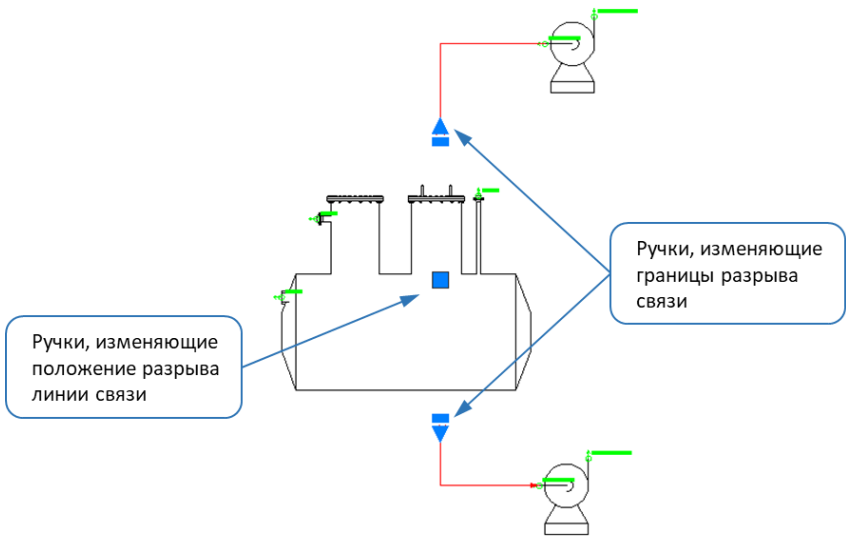 Ручки, изменяющие
границы разрыва
связи
Ручки, изменяющие
положение разрыва
линии связи